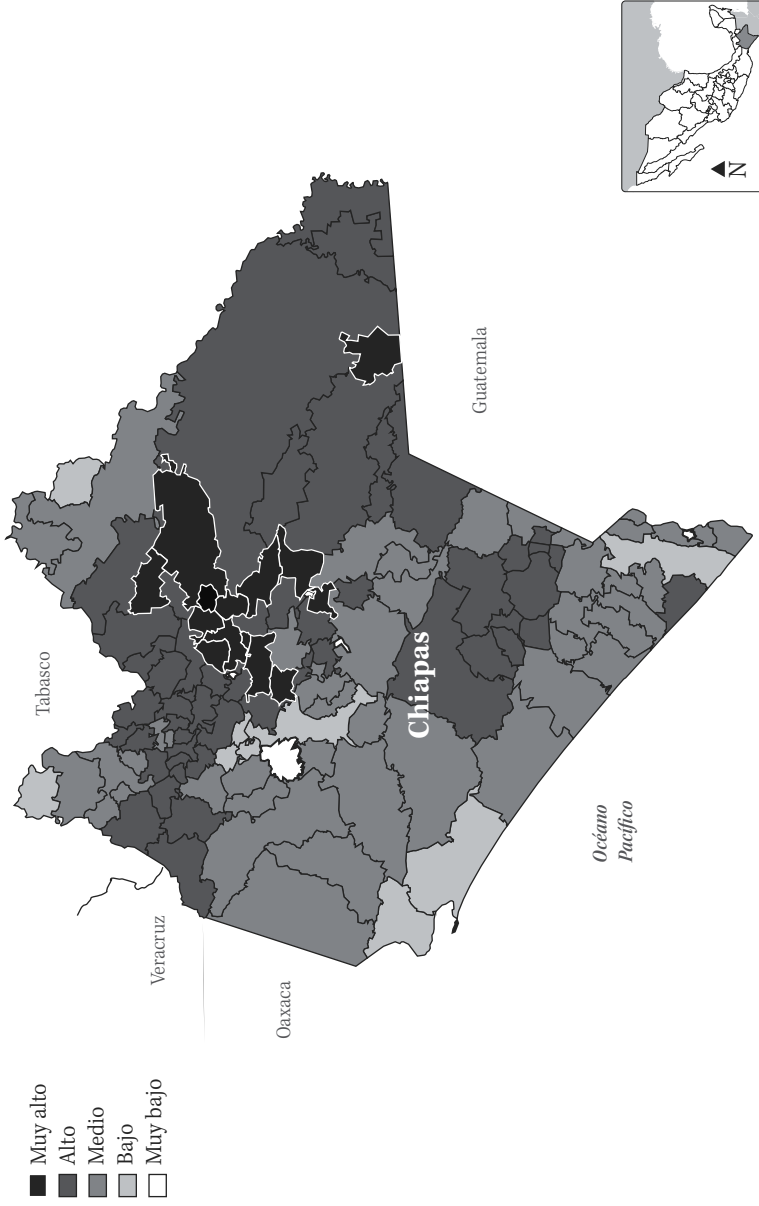 Muy alto
Alto
Medio
Bajo
Muy bajo
Tabasco
Veracruz
Oaxaca
Chiapas
Guatemala
Océano
Pacífico
N